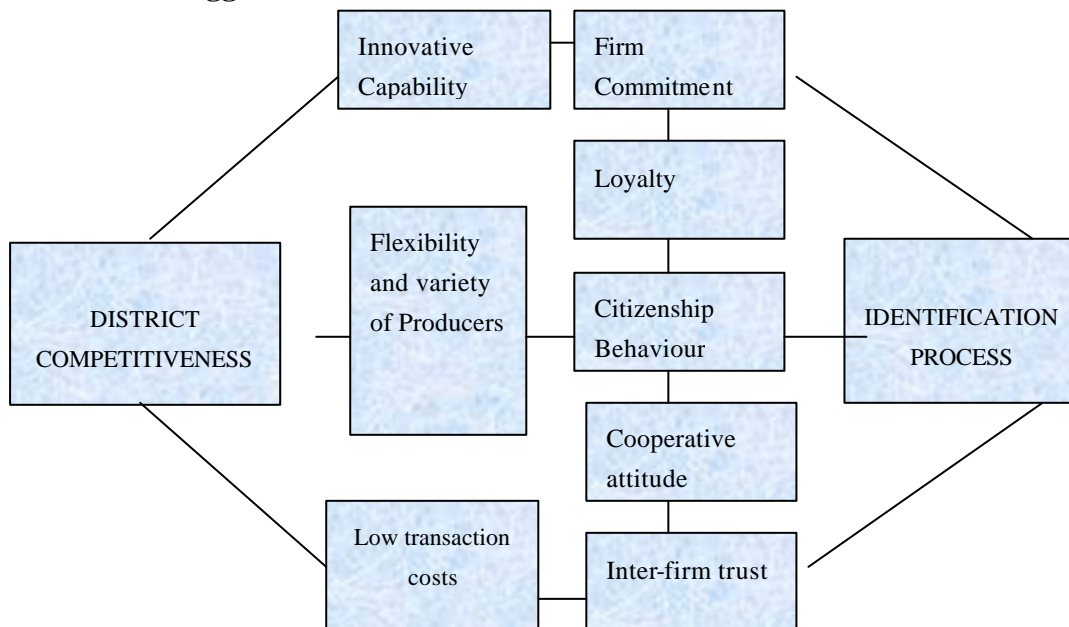 Innovative
Capability
Firm
Commitment
Loyalty
Flexibility
and variety
of Producers
DISTRICT
COMPETITIVENESS
Citizenship
Behaviour
IDENTIFICATION
PROCESS
Cooperative
attitude
Low transaction
costs
Inter-firm trust